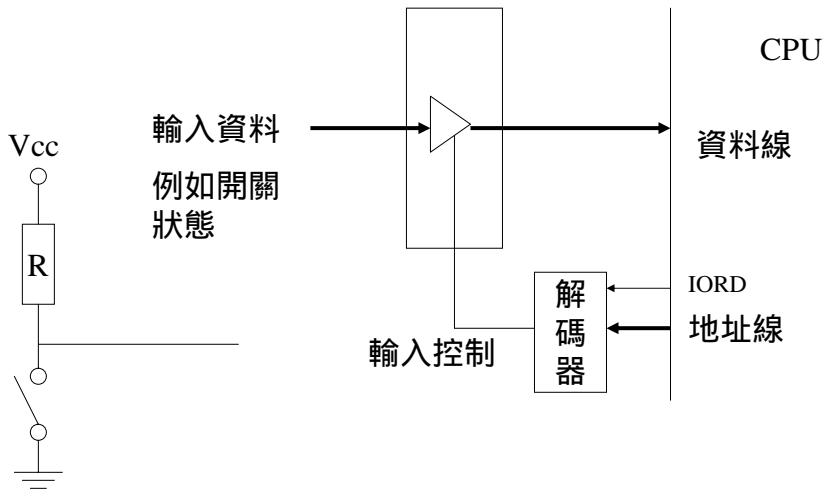 CPU
輸入資料
資料線
Vcc
例如開關
狀態
R
IORD
解碼器
地址線
輸入控制